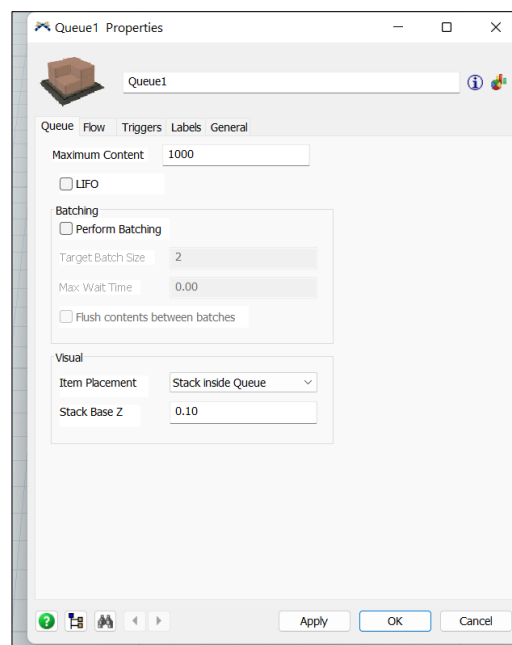 Queue1 Properties
Queue1
Queue Flow Triggers Labels General
Maximum Content 1000
LIFO
Batching
Perform Batching
Target Batch Size 2
Max Wait Time 0.00
Flush contents between batches
Visual
Item Placement Stack inside Queue
Stack Base Z 0.10
Apply OK Cancel